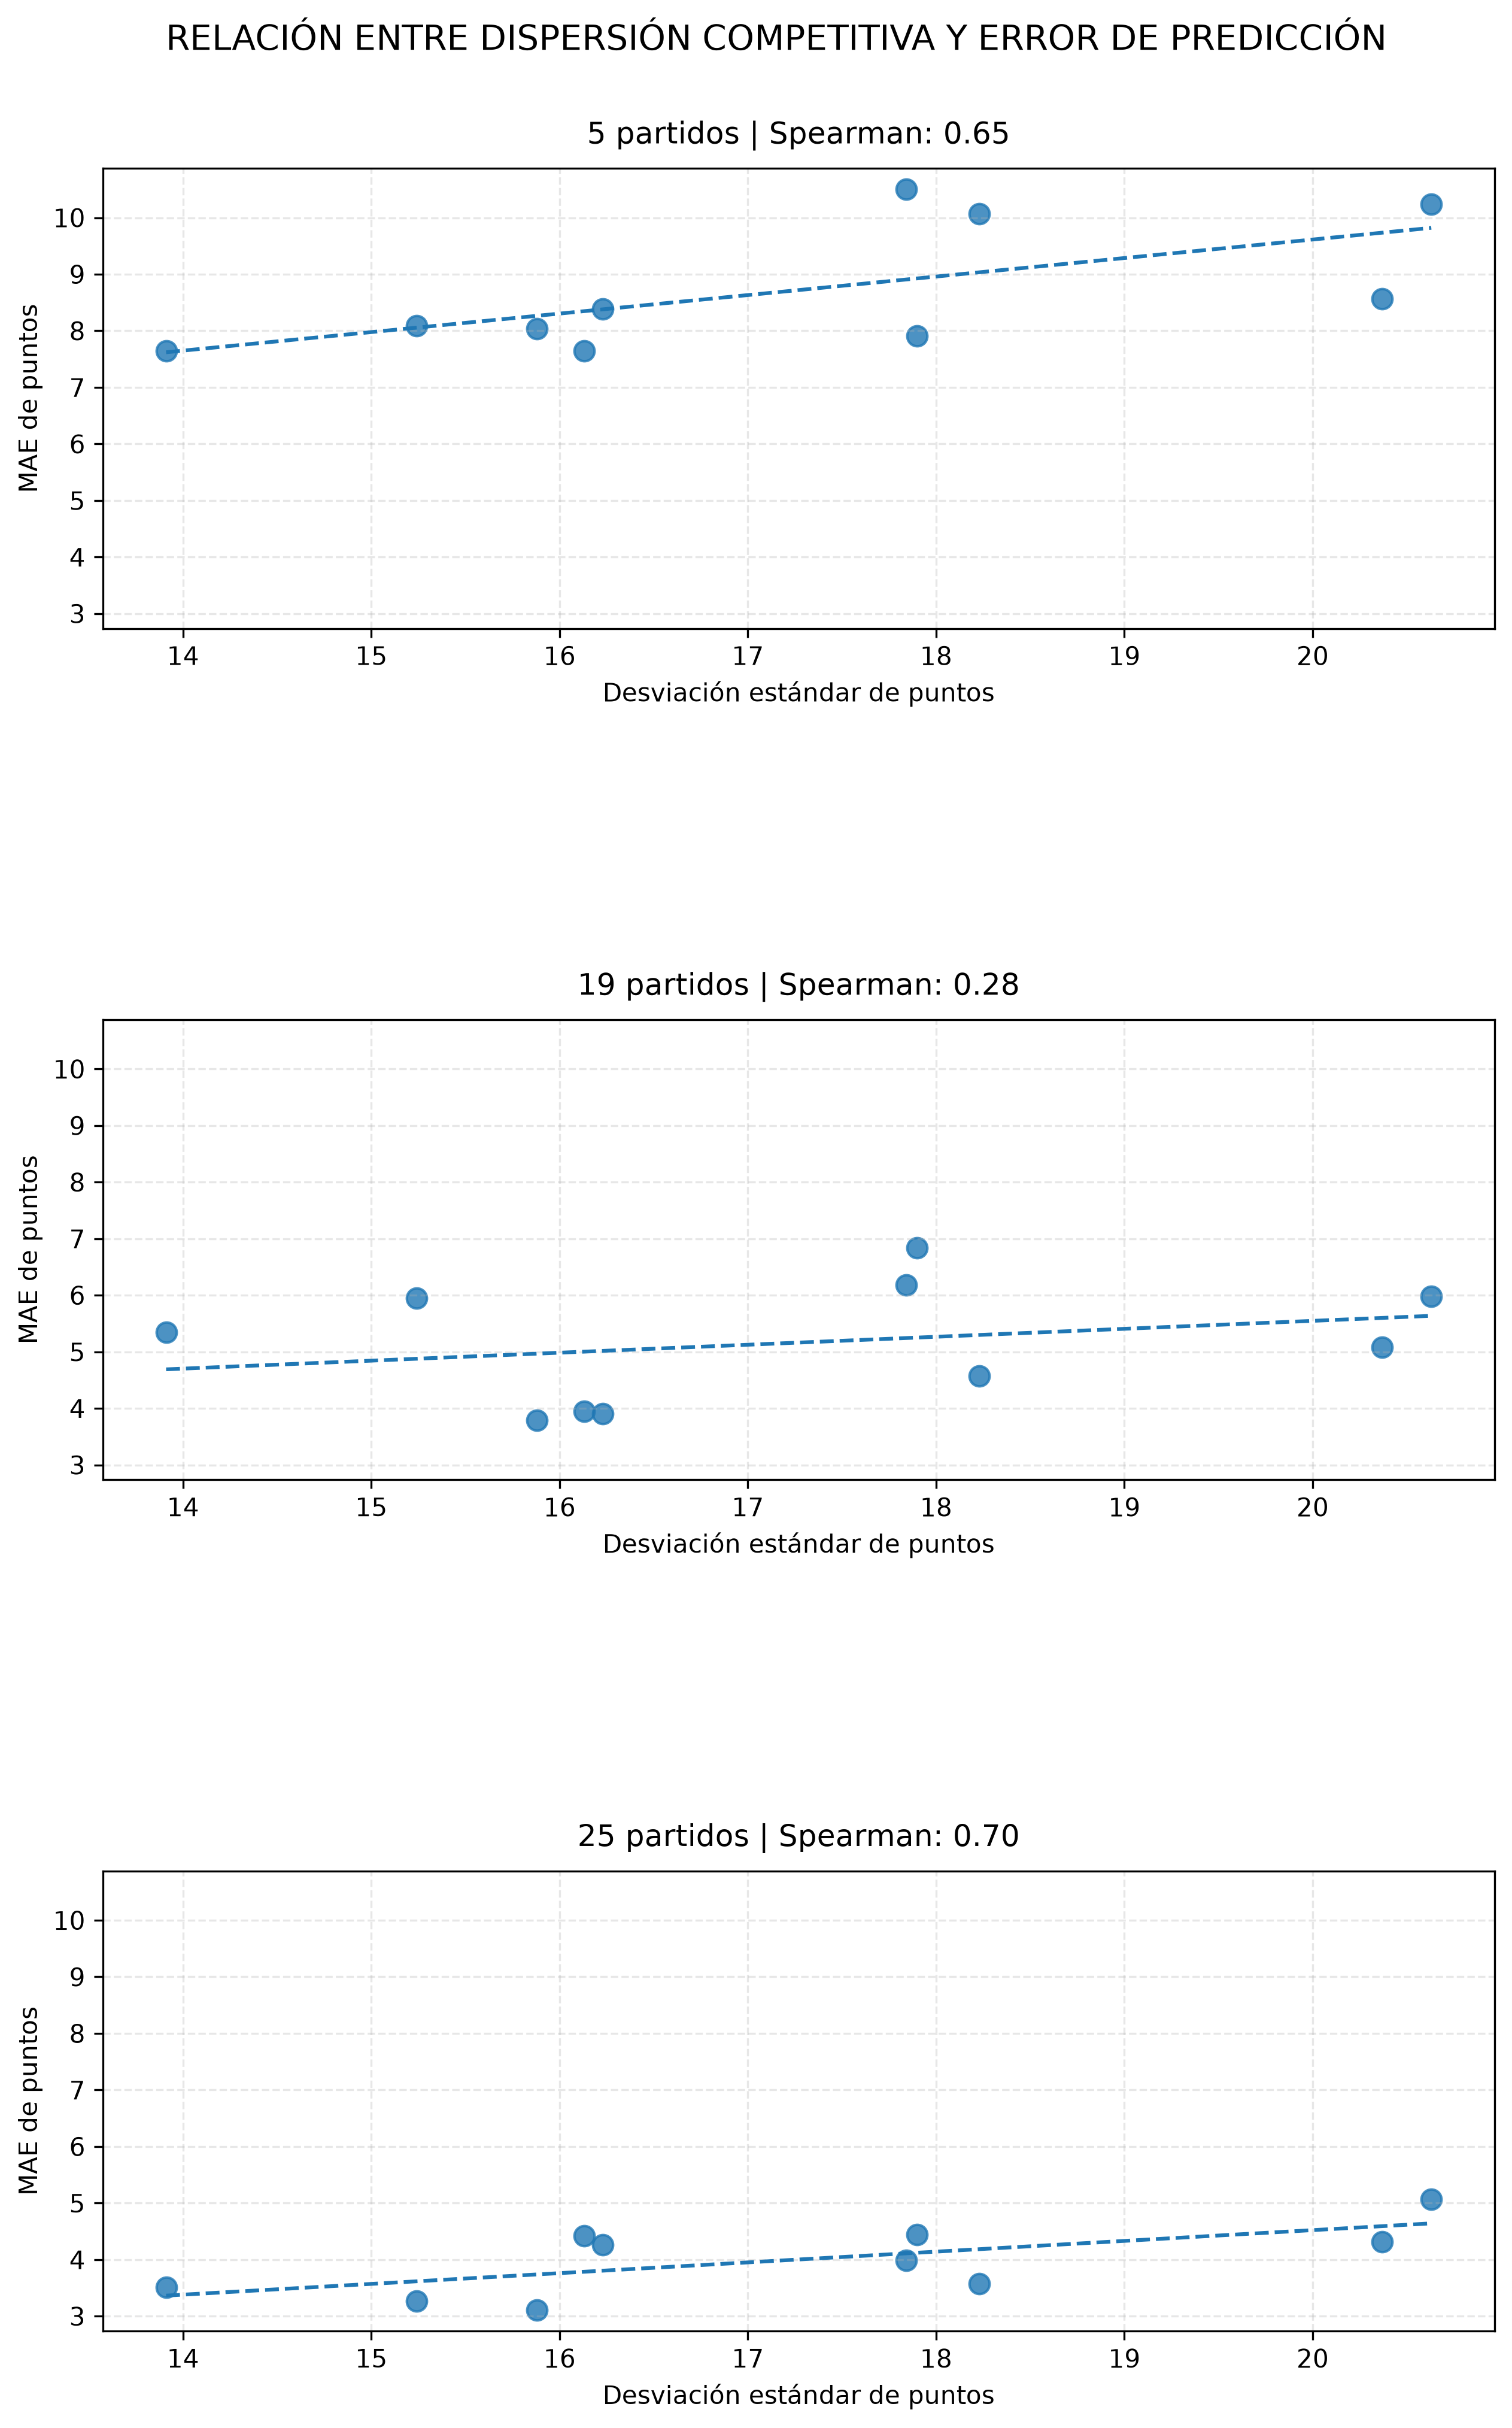 RELACIÓN ENTRE DISPERSIÓN COMPETITIVA Y ERROR DE PREDICCIÓN
5 partidos | Spearman: 0.65
10
9
8
7
6
5
4
3
MAE de puntos
14 15 16 17 18 19 20
Desviación estándar de puntos
19 partidos | Spearman: 0.28
10
9
8
7
6
5
4
3
MAE de puntos
14 15 16 17 18 19 20
Desviación estándar de puntos
25 partidos | Spearman: 0.70
10
9
8
7
6
5
4
3
MAE de puntos
14 15 16 17 18 19 20
Desviación estándar de puntos